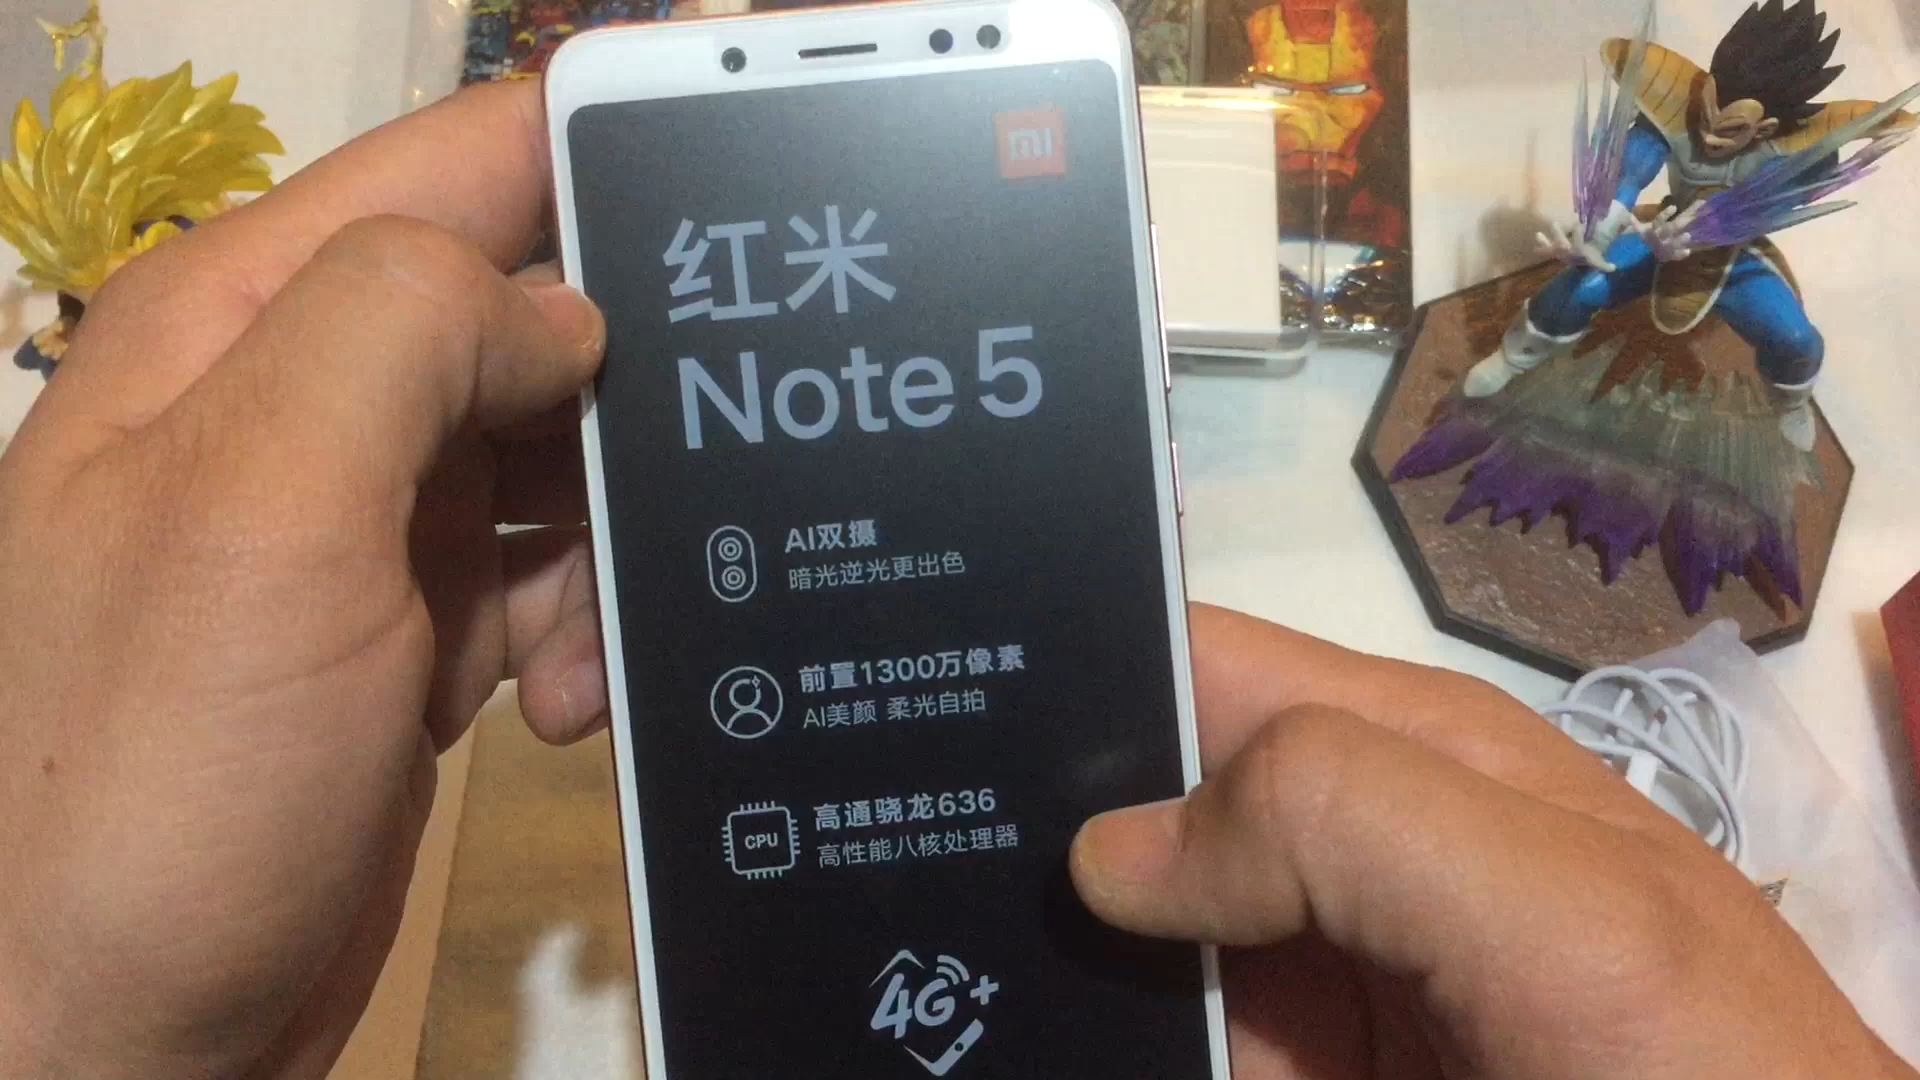 mi
红米
Note 5
AI双摄
暗光逆光更出色
前置1300万像素
AI美颜 柔光自拍
CPU
高通骁龙636
高性能八核处理器
4G+